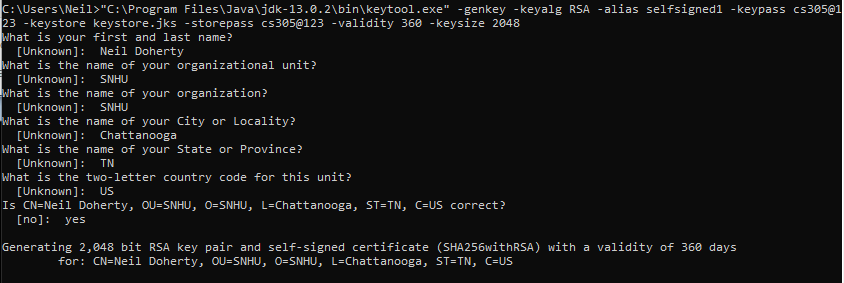 C:\Users\Neil>"C:\Program Files\Java\jdk-13.0.2\bin\keytool.exe" -genkey -keyalg RSA -alias selfsigned1 -keypass cs305@1
23 -keystore keystore.jks -storepass cs305@123 -validity 360 -keysize 2048
What is your first and last name?
  [Unknown]:  Neil Doherty
What is the name of your organizational unit?
  [Unknown]:  SNHU
What is the name of your organization?
  [Unknown]:  SNHU
What is the name of your City or Locality?
  [Unknown]:  Chattanooga
What is the name of your State or Province?
  [Unknown]:  TN
What is the two-letter country code for this unit?
  [Unknown]:  US
Is CN=Neil Doherty, OU=SNHU, O=SNHU, L=Chattanooga, ST=TN, C=US correct?
  [no]:  yes

Generating 2,048 bit RSA key pair and self-signed certificate (SHA256withRSA) with a validity of 360 days
        for: CN=Neil Doherty, OU=SNHU, O=SNHU, L=Chattanooga, ST=TN, C=US